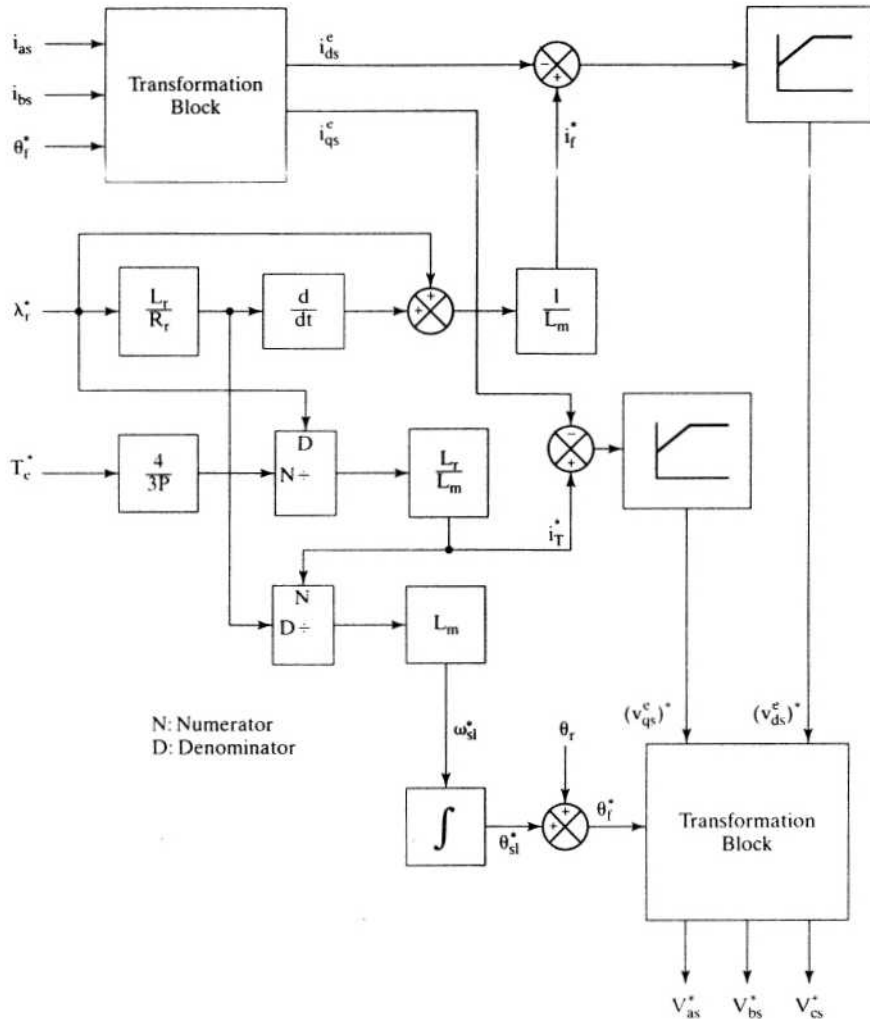 i_as
i_bs
θ_f^*
Transformation
Block
i_ds^e
i_qs^e
−
+
i_f^*
λ_r^*
L_r
R_r
d
dt
+
+
1
L_m
T_e^*
4
3P
D
N ÷
L_r
L_m
−
+
i_T^*
N
D ÷
L_m
N: Numerator
D: Denominator
ω_sl^*
∫
θ_sl^*
θ_r
+
+
θ_f^*
(v_qs^e)^*
(v_ds^e)^*
Transformation
Block
V_as^*
V_bs^*
V_cs^*